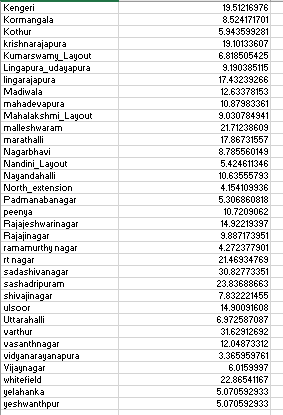 Kengeri 19.51216976
Kormangala 8.524171701
Kothur 5.943599281
krishnarajapura 19.10133607
Kumarswamy_Layout 6.818505425
Lingapura_udayapura 9.190385115
lingarajapura 17.43239266
Madiwala 12.63378153
mahadevapura 10.87983361
Mahalakshmi_Layout 9.030784941
malleshwaram 21.71238609
marathalli 17.86731557
Nagarbhavi 8.785560149
Nandini_Layout 5.424611346
Nayandahalli 10.63555793
North_extension 4.154109936
Padmanabanagar 5.306860818
peenya 10.7209062
Rajajeshwarinagar 14.92219397
Rajajinagar 9.887173951
ramamurthy nagar 4.272377901
rt nagar 21.46934769
sadashivanagar 30.82773351
sashadripuram 23.83688663
shivajinagar 7.832221455
ulsoor 14.90091608
Uttarahalli 6.972587087
varthur 31.62912692
vasanthnagar 12.04873312
vidyanarayanapura 3.365959761
Vijaynagar 6.0159997
whitefield 22.86541167
yelahanka 5.070592933
yeshwanthpur 5.070592933